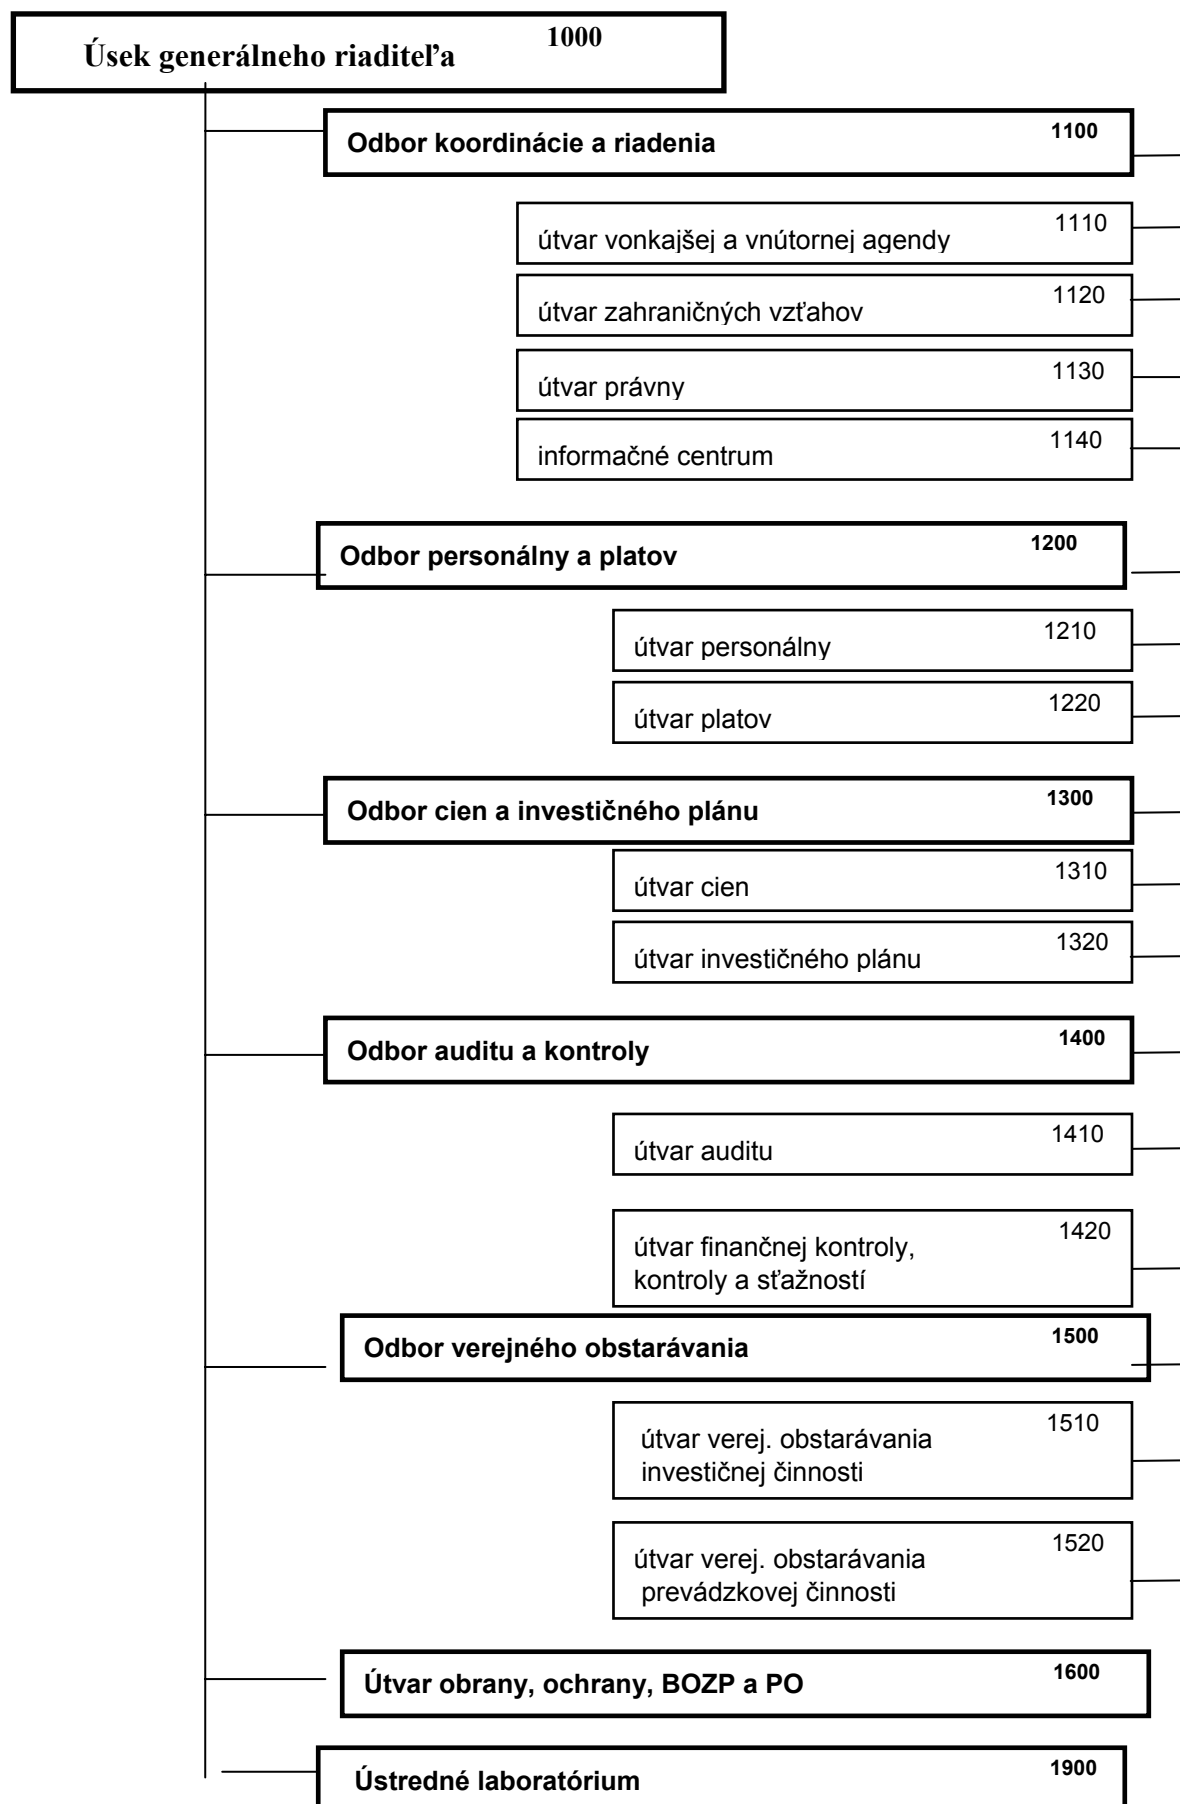 Úsek generálneho riaditeľa 1000
Odbor koordinácie a riadenia 1100
útvar vonkajšej a vnútornej agendy 1110
útvar zahraničných vzťahov 1120
útvar právny 1130
informačné centrum 1140
Odbor personálny a platov 1200
útvar personálny 1210
útvar platov 1220
Odbor cien a investičného plánu 1300
útvar cien 1310
útvar investičného plánu 1320
Odbor auditu a kontroly 1400
útvar auditu 1410
útvar finančnej kontroly, 1420
kontroly a sťažností
Odbor verejného obstarávania 1500
útvar verej. obstarávania 1510
investičnej činnosti
útvar verej. obstarávania 1520
prevádzkovej činnosti
Útvar obrany, ochrany, BOZP a PO 1600
Ústredné laboratórium 1900